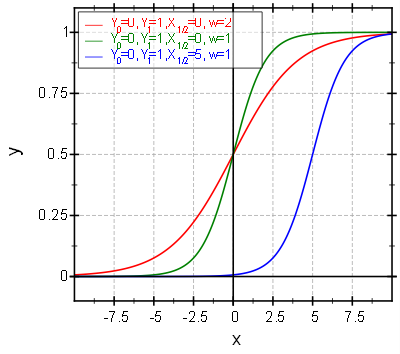 Y0=0,Y1=1,X1/2=0,w=2
Y0=0,Y1=1,X1/2=0,w=1
Y0=0,Y1=1,X1/2=5,w=1
1
0.75
y
0.5
0.25
0
-7.5 -5 -2.5 0 2.5 5 7.5
x